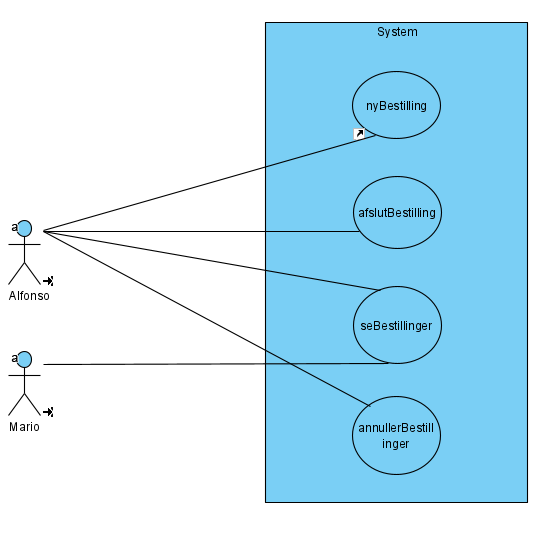 System
nyBestilling
afslutBestilling
a
Alfonso
seBestillinger
a
Mario
annullerBestill
inger